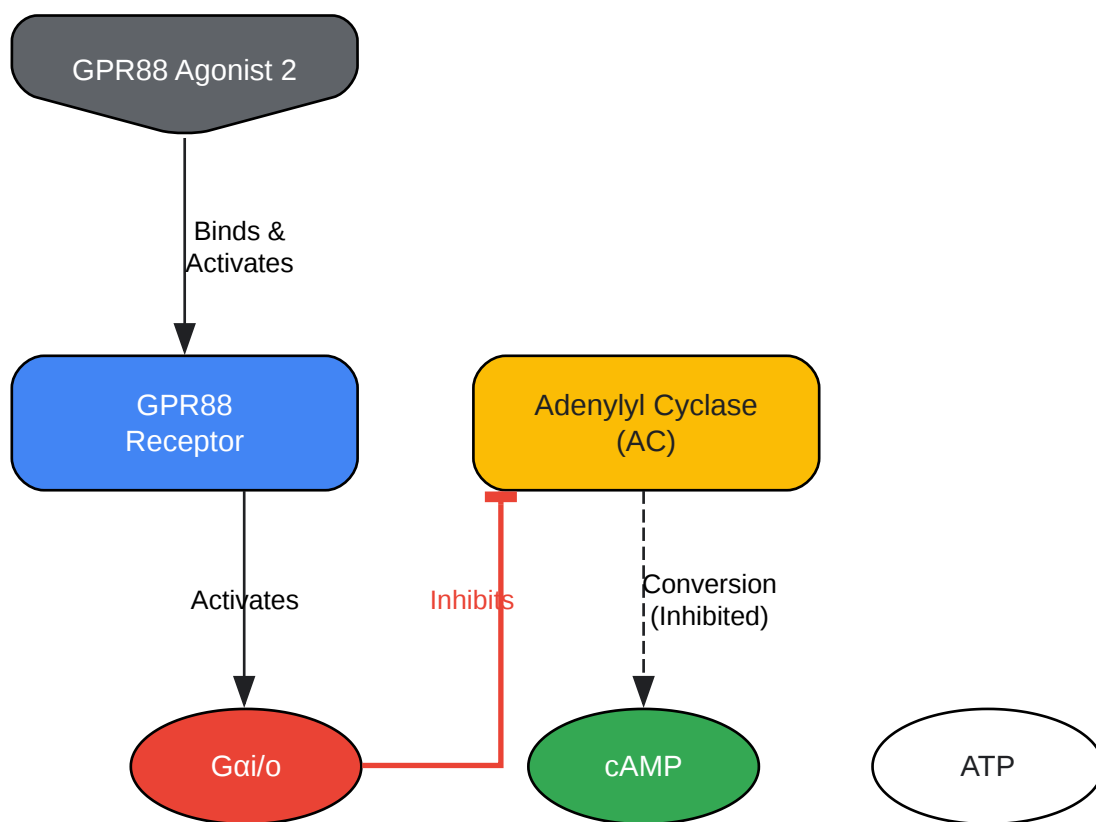 GPR88 Agonist 2
Binds &
Activates
GPR88
Receptor
Adenylyl Cyclase
(AC)
Activates
Inhibits
Conversion
(Inhibited)
Gαi/o
cAMP
ATP